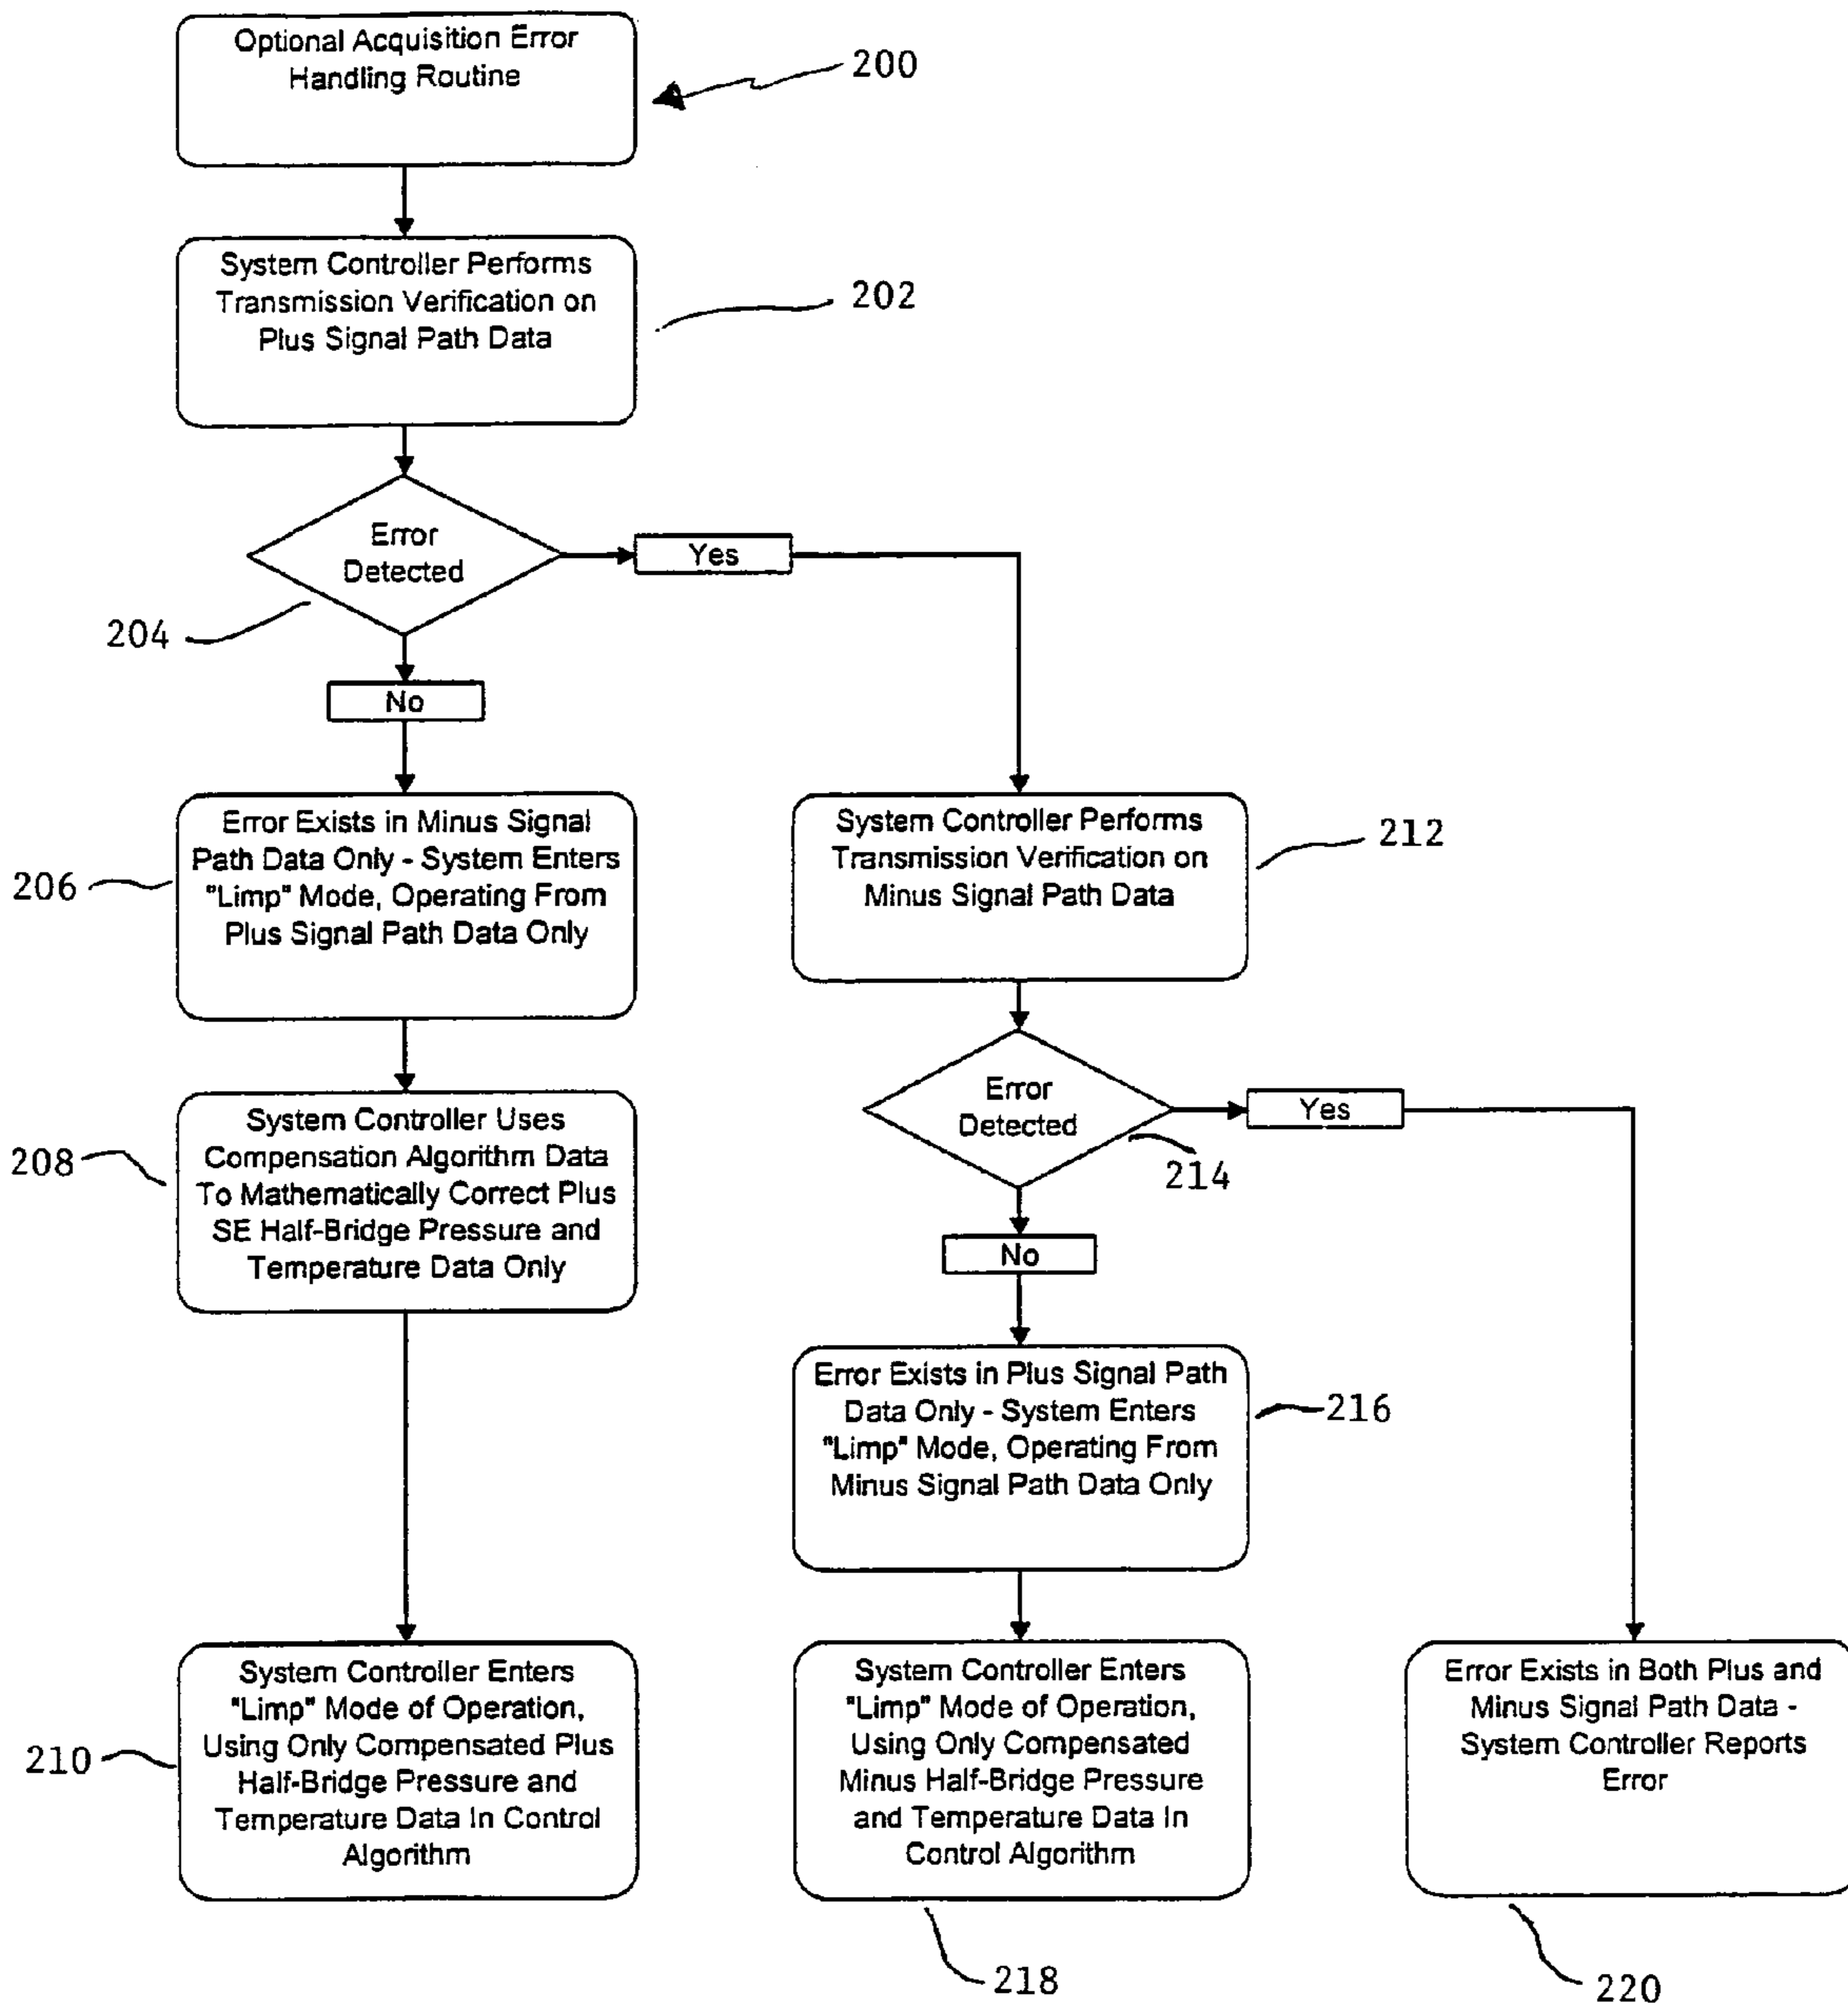 Optional Acquisition Error
Handling Routine
200
System Controller Performs
Transmission Verification on
Plus Signal Path Data
202
Error
Detected
Yes
204
No
Error Exists in Minus Signal
Path Data Only - System Enters
"Limp" Mode, Operating From
Plus Signal Path Data Only
206
System Controller Performs
Transmission Verification on
Minus Signal Path Data
212
System Controller Uses
Compensation Algorithm Data
To Mathematically Correct Plus
SE Half-Bridge Pressure and
Temperature Data Only
208
Error
Detected
Yes
214
No
Error Exists in Plus Signal Path
Data Only - System Enters
"Limp" Mode, Operating From
Minus Signal Path Data Only
216
System Controller Enters
"Limp" Mode of Operation,
Using Only Compensated Plus
Half-Bridge Pressure and
Temperature Data In Control
Algorithm
210
System Controller Enters
"Limp" Mode of Operation,
Using Only Compensated
Minus Half-Bridge Pressure
and Temperature Data In
Control Algorithm
218
Error Exists in Both Plus and
Minus Signal Path Data -
System Controller Reports
Error
220